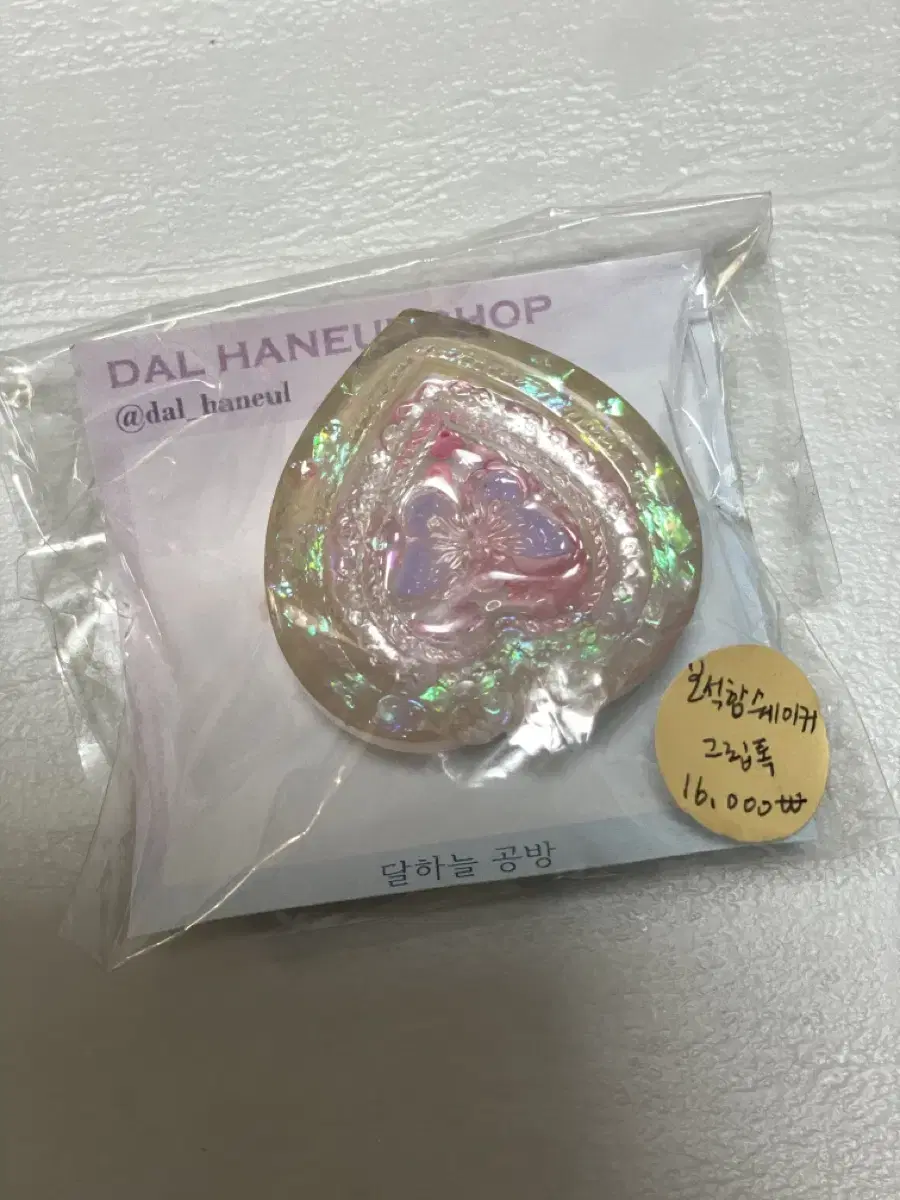 DAL HANEUL SHOP
@dal_haneul
보석함쉐이커
그립톡
16,000₩
달하늘 공방